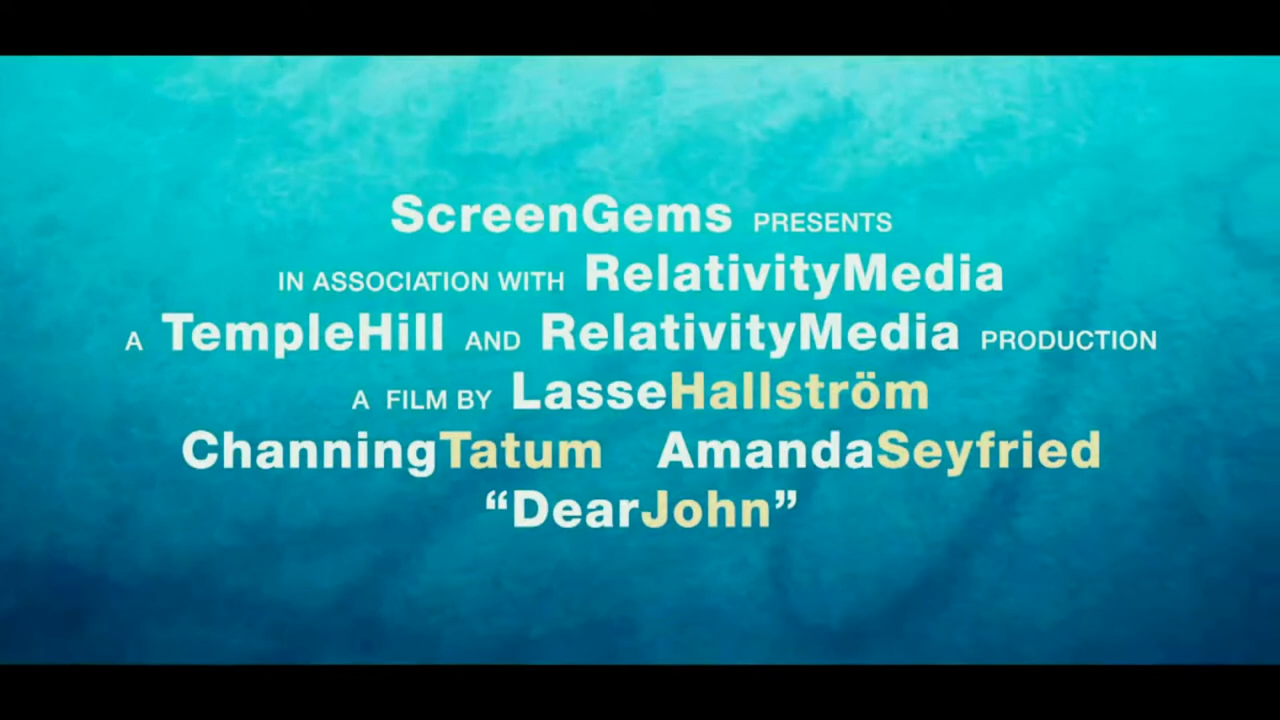 ScreenGems PRESENTS
IN ASSOCIATION WITH RelativityMedia
A TempleHill AND RelativityMedia PRODUCTION
A FILM BY LasseHallström
ChanningTatum AmandaSeyfried
“DearJohn”